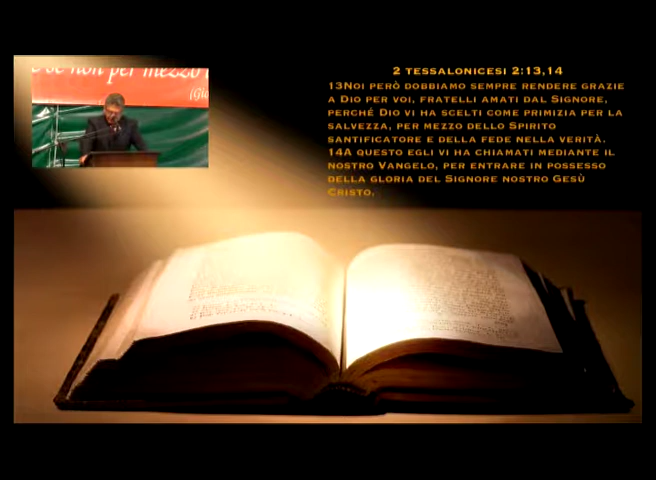 e se non per mezzo
(Gio
2 TESSALONICESI 2:13,14
13NOI PERÒ DOBBIAMO SEMPRE RENDERE GRAZIE
A DIO PER VOI, FRATELLI AMATI DAL SIGNORE,
PERCHÉ DIO VI HA SCELTI COME PRIMIZIA PER LA
SALVEZZA, PER MEZZO DELLO SPIRITO
SANTIFICATORE E DELLA FEDE NELLA VERITÀ.
14A QUESTO EGLI VI HA CHIAMATI MEDIANTE IL
NOSTRO VANGELO, PER ENTRARE IN POSSESSO
DELLA GLORIA DEL SIGNORE NOSTRO GESÙ
CRISTO.